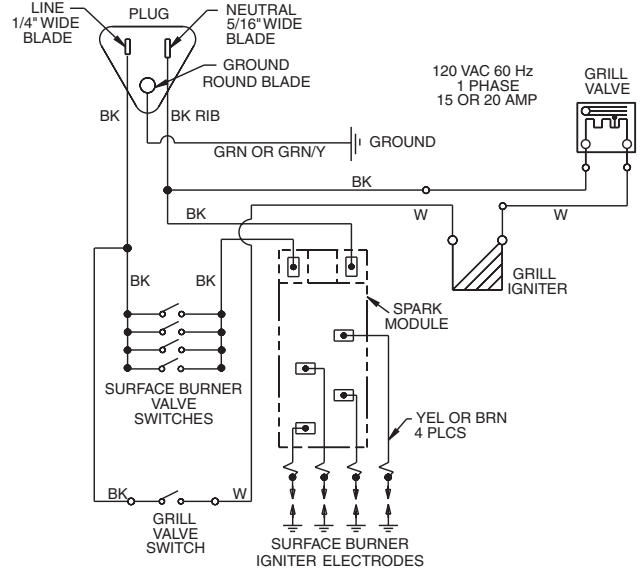 LINE
1/4" WIDE
BLADE
PLUG
NEUTRAL
5/16" WIDE
BLADE
GROUND
ROUND BLADE
120 VAC 60 Hz
1 PHASE
15 OR 20 AMP
GRILL
VALVE
BK
BK RIB
GROUND
GRN OR GRN/Y
BK
BK
W
W
GRILL
IGNITER
BK
BK
SPARK
MODULE
SURFACE BURNER
VALVE
SWITCHES
YEL OR BRN
4 PLCS
BK
W
GRILL
VALVE
SWITCH
SURFACE BURNER
IGNITER ELECTRODES